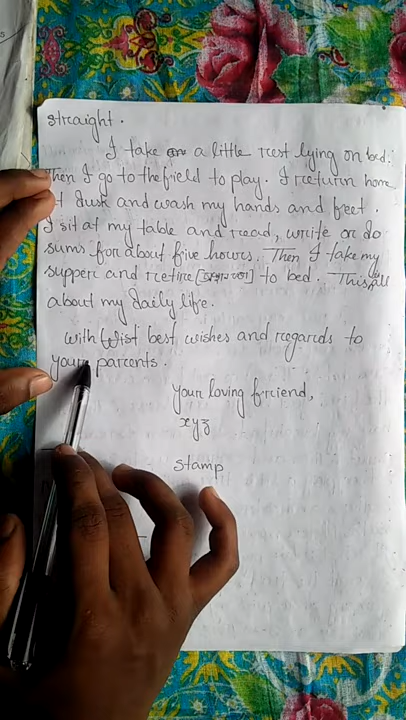 straight.
I take a little rest lying on bed.
Then I go to the field to play. I return home
at dusk and wash my hands and feet.
I sit at my table and read, write or do
sums for about five hours. Then I take my
supper and retire to bed. This all
about my daily life.
with Wist best wishes and regards to
your parents.
Your loving friend,
xyz
stamp